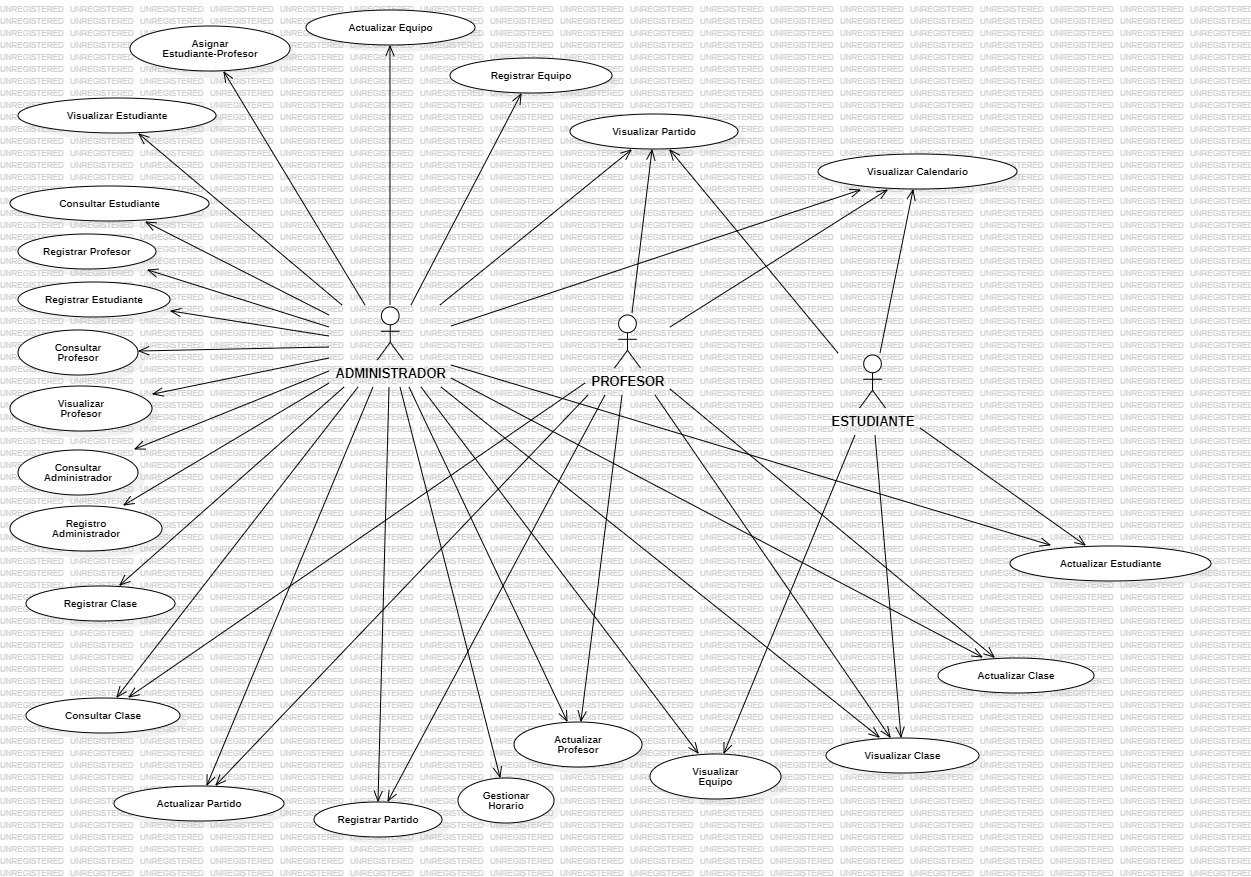 Actualizar Equipo
Asignar
Estudiante-Profesor
Registrar Equipo
Visualizar Estudiante
Visualizar Partido
Visualizar Calendario
Consultar Estudiante
Registrar Profesor
Registrar Estudiante
Consultar
Profesor
ADMINISTRADOR
PROFESOR
Visualizar
Profesor
ESTUDIANTE
Consultar
Administrador
Registro
Administrador
Actualizar Estudiante
Registrar Clase
Actualizar Clase
Consultar Clase
Actualizar
Profesor
Visualizar Clase
Visualizar
Equipo
Gestionar
Horario
Actualizar Partido
Registrar Partido
UNREGISTERED